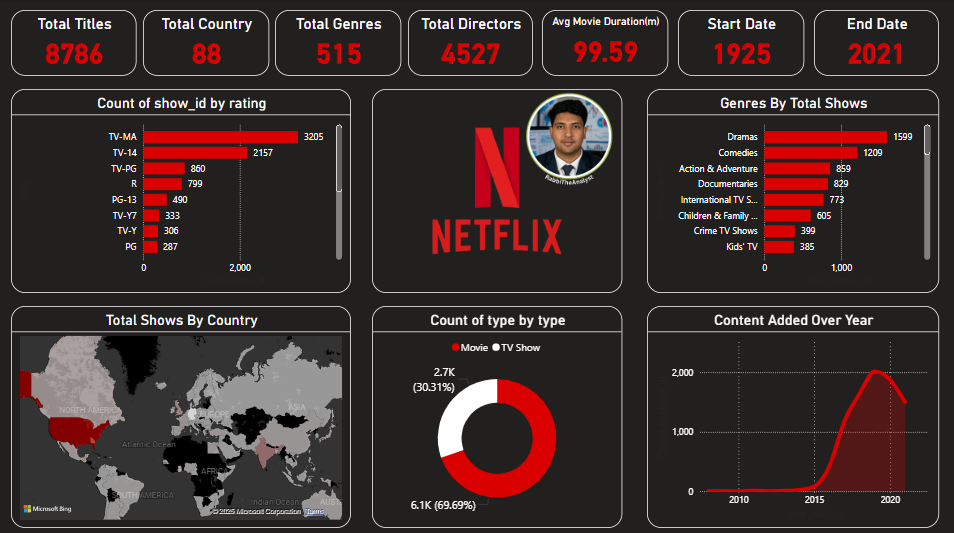 Total Titles
8786
Total Country
88
Total Genres
515
Total Directors
4527
Avg Movie Duration(m)
99.59
Start Date
1925
End Date
2021
Count of show_id by rating
TV-MA 3205
TV-14 2157
TV-PG 860
R 799
PG-13 490
TV-Y7 333
TV-Y 306
PG 287
0 2,000
RabbiTheAnalyst
NETFLIX
Genres By Total Shows
Dramas 1599
Comedies 1209
Action & Adventure 859
Documentaries 829
International TV S... 773
Children & Family ... 605
Crime TV Shows 399
Kids' TV 385
0 1,000
Total Shows By Country
NORTH AMERICA
EUROPE
ASIA
Atlantic Ocean
AFRICA
SOUTH AMERICA
Indian Ocean
AUST
Microsoft Bing
© 2025 Microsoft Corporation Terms
Count of type by type
Movie TV Show
2.7K
(30.31%)
6.1K (69.69%)
Content Added Over Year
2,000
1,000
0
2010 2015 2020